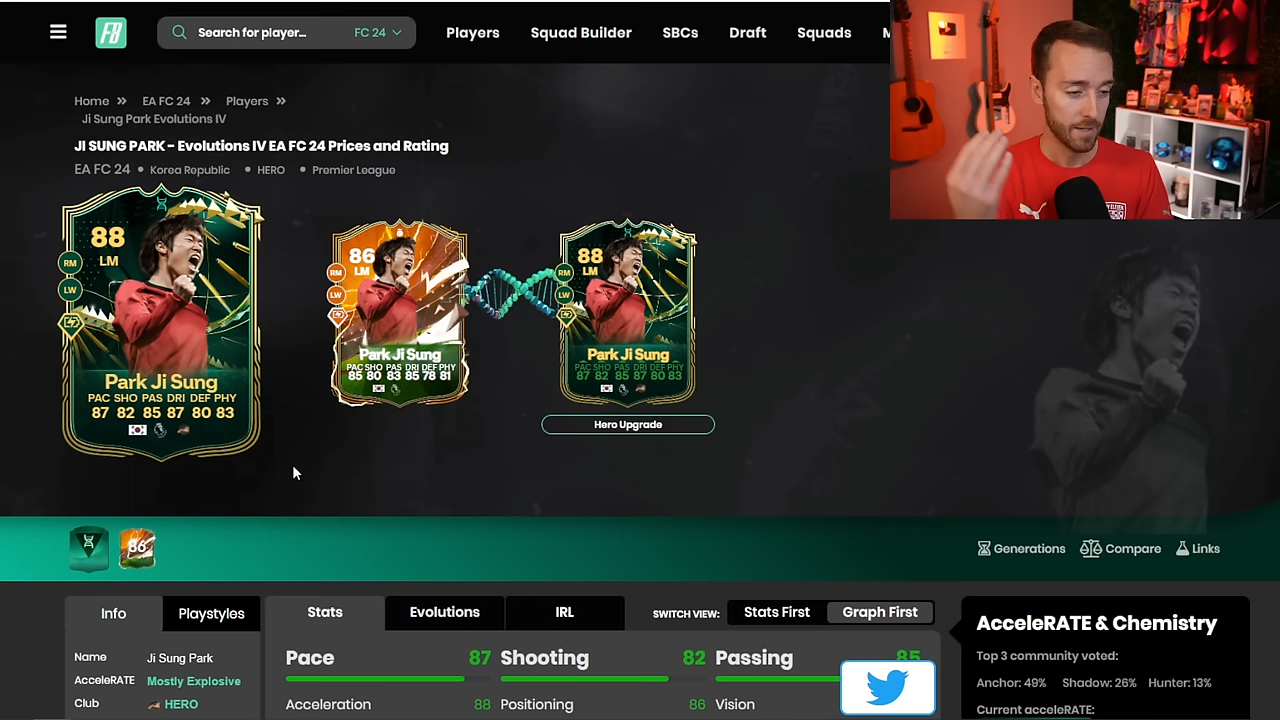 FB
Search for player...
FC 24
Players
Squad Builder
SBCs
Draft
Squads
M
Home » EA FC 24 » Players »
Ji Sung Park Evolutions IV
JI SUNG PARK - Evolutions IV EA FC 24 Prices and Rating
EA FC 24 • Korea Republic • HERO • Premier League
88
LM
RM
LW
Park Ji Sung
PAC SHO PAS DRI DEF PHY
87 82 85 87 80 83
86
LM
RM
LW
Park Ji Sung
PAC SHO PAS DRI DEF PHY
85 80 83 85 78 81
88
LM
RM
LW
Park Ji Sung
PAC SHO PAS DRI DEF PHY
87 82 85 87 80 83
Hero Upgrade
86
Generations
Compare
Links
Info
Playstyles
Stats
Evolutions
IRL
SWITCH VIEW:
Stats First
Graph First
Name Ji Sung Park
AcceleRATE Mostly Explosive
Club HERO
Pace 87
Acceleration 88
Shooting 82
Positioning 86
Passing 85
Vision
AcceleRATE & Chemistry
Top 3 community voted:
Anchor: 49% Shadow: 26% Hunter: 13%
Current acceleRATE: